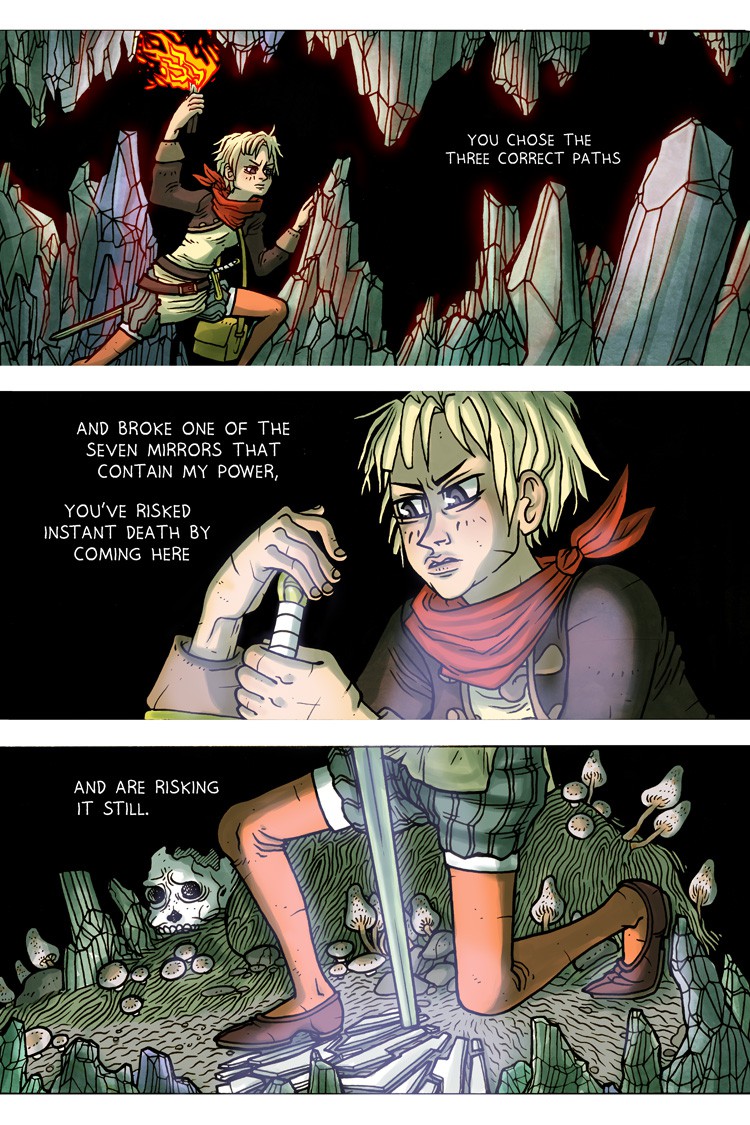 YOU CHOSE THE
THREE CORRECT PATHS
AND BROKE ONE OF THE
SEVEN MIRRORS THAT
CONTAIN MY POWER,
YOU'VE RISKED
INSTANT DEATH BY
COMING HERE
AND ARE RISKING
IT STILL.